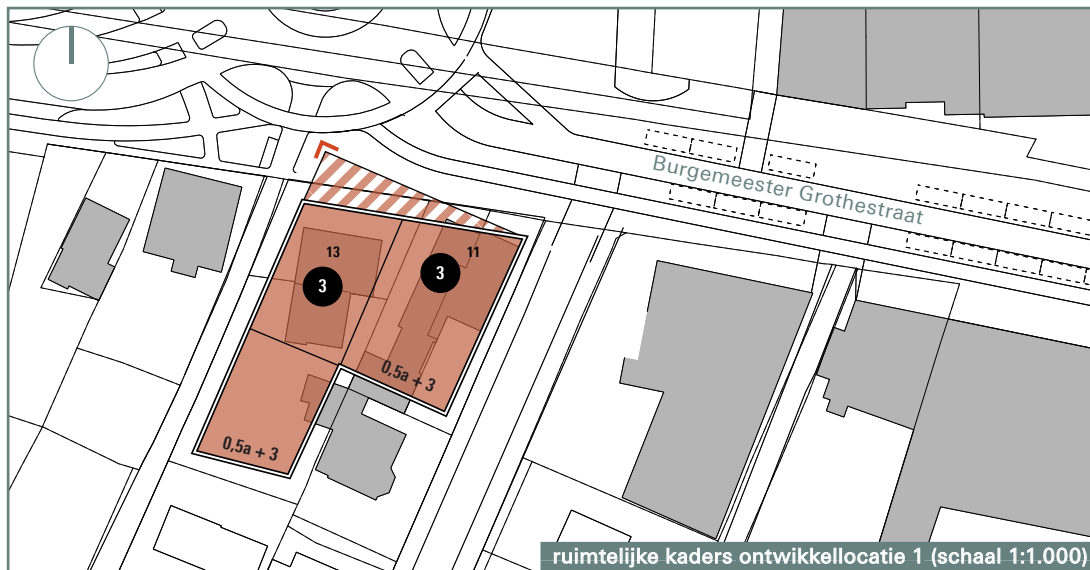 Burgemeester Grothestraat
13
11
3
3
0,5a + 3
0,5a + 3
ruimtelijke kaders ontwikkellocatie 1 (schaal 1:1.000)